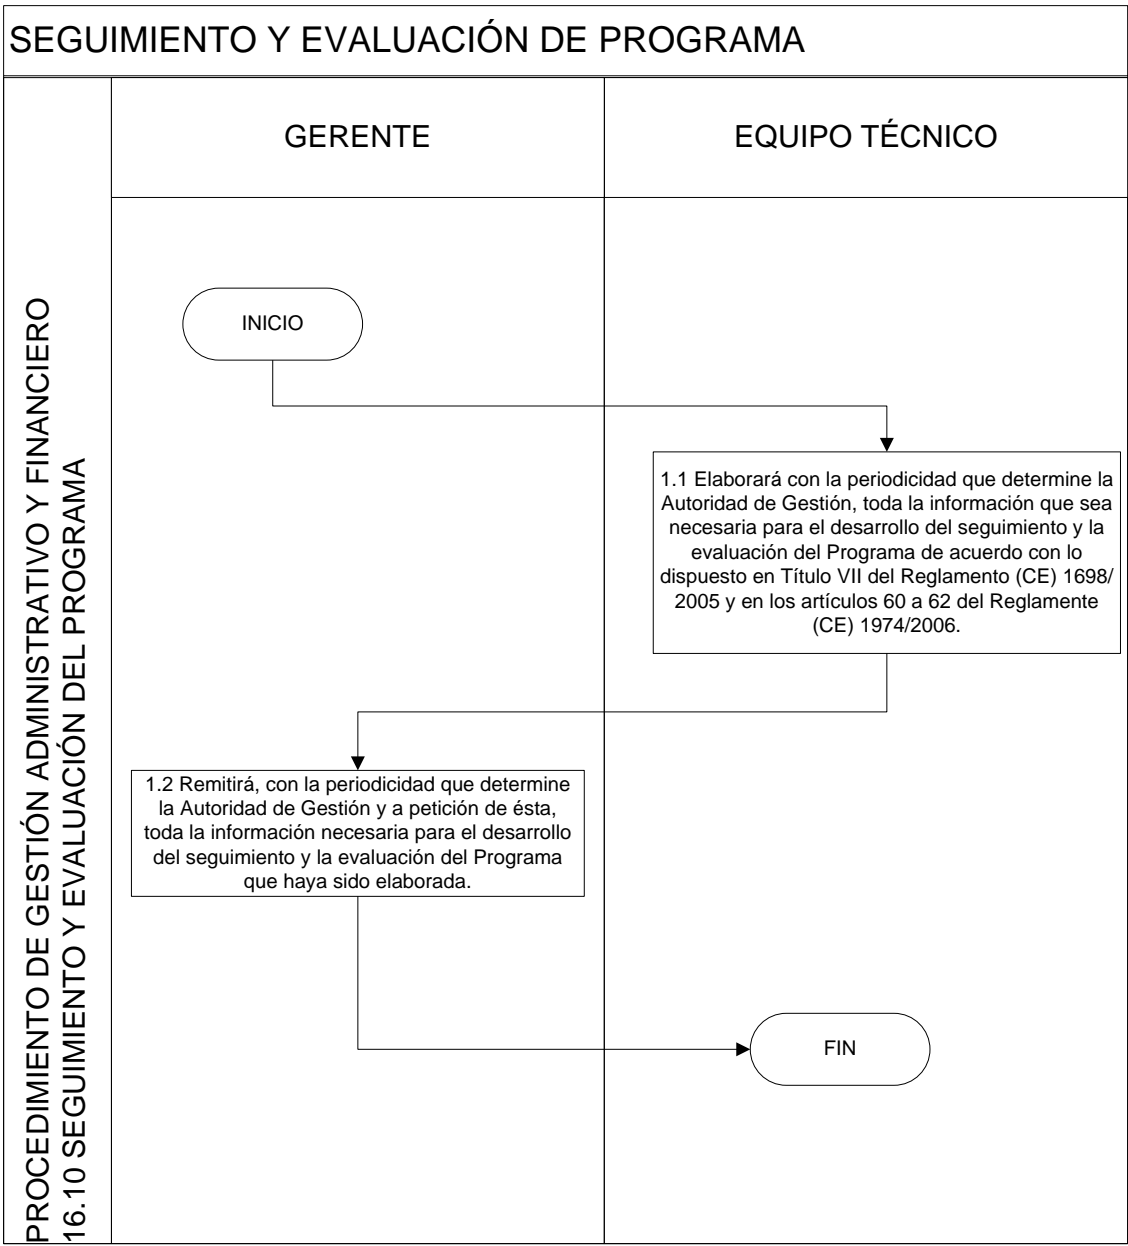 SEGUIMIENTO Y EVALUACIÓN DE PROGRAMA
PROCEDIMIENTO DE GESTIÓN ADMINISTRATIVO Y FINANCIERO
16.10 SEGUIMIENTO Y EVALUACIÓN DEL PROGRAMA
GERENTE
EQUIPO TÉCNICO
INICIO
1.1 Elaborará con la periodicidad que determine la
Autoridad de Gestión, toda la información que sea
necesaria para el desarrollo del seguimiento y la
evaluación del Programa de acuerdo con lo
dispuesto en Título VII del Reglamento (CE) 1698/
2005 y en los artículos 60 a 62 del Reglamente
(CE) 1974/2006.
1.2 Remitirá, con la periodicidad que determine
la Autoridad de Gestión y a petición de ésta,
toda la información necesaria para el desarrollo
del seguimiento y la evaluación del Programa
que haya sido elaborada.
FIN